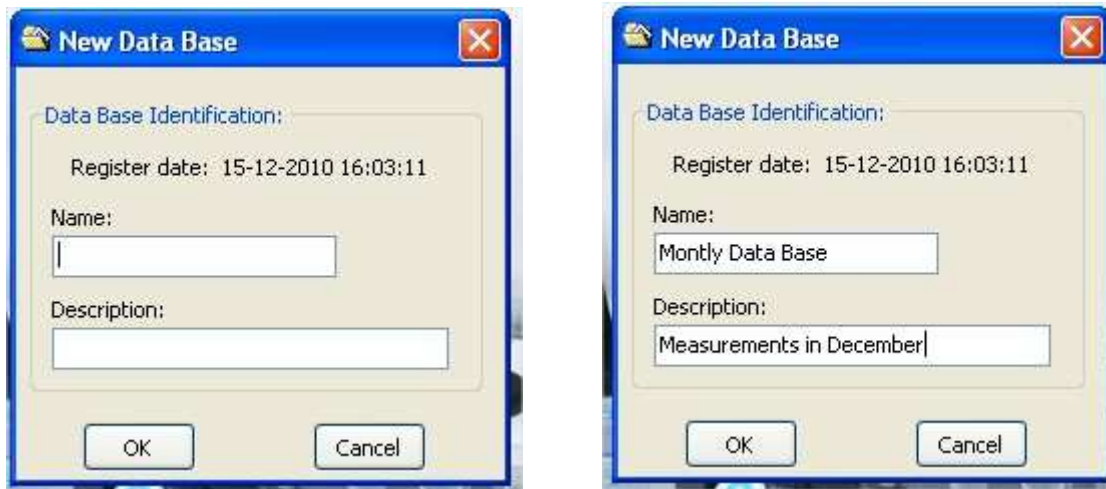 New Data Base
Data Base Identification:
Register date: 15-12-2010 16:03:11
Name:
Description:
OK Cancel
New Data Base
Data Base Identification:
Register date: 15-12-2010 16:03:11
Name:
Montly Data Base
Description:
Measurements in December
OK Cancel